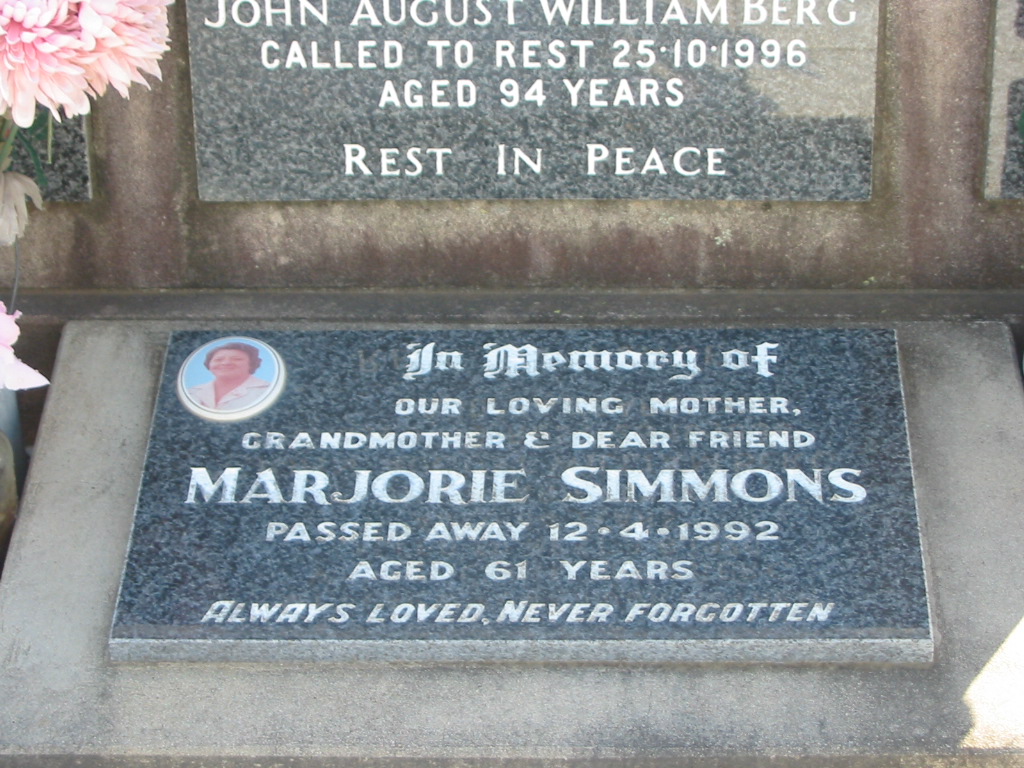 JOHN AUGUST WILLIAM BERG
CALLED TO REST 25·10·1996
AGED 94 YEARS
REST IN PEACE
In Memory of
OUR LOVING MOTHER,
GRANDMOTHER & DEAR FRIEND
MARJORIE SIMMONS
PASSED AWAY 12·4·1992
AGED 61 YEARS
ALWAYS LOVED, NEVER FORGOTTEN